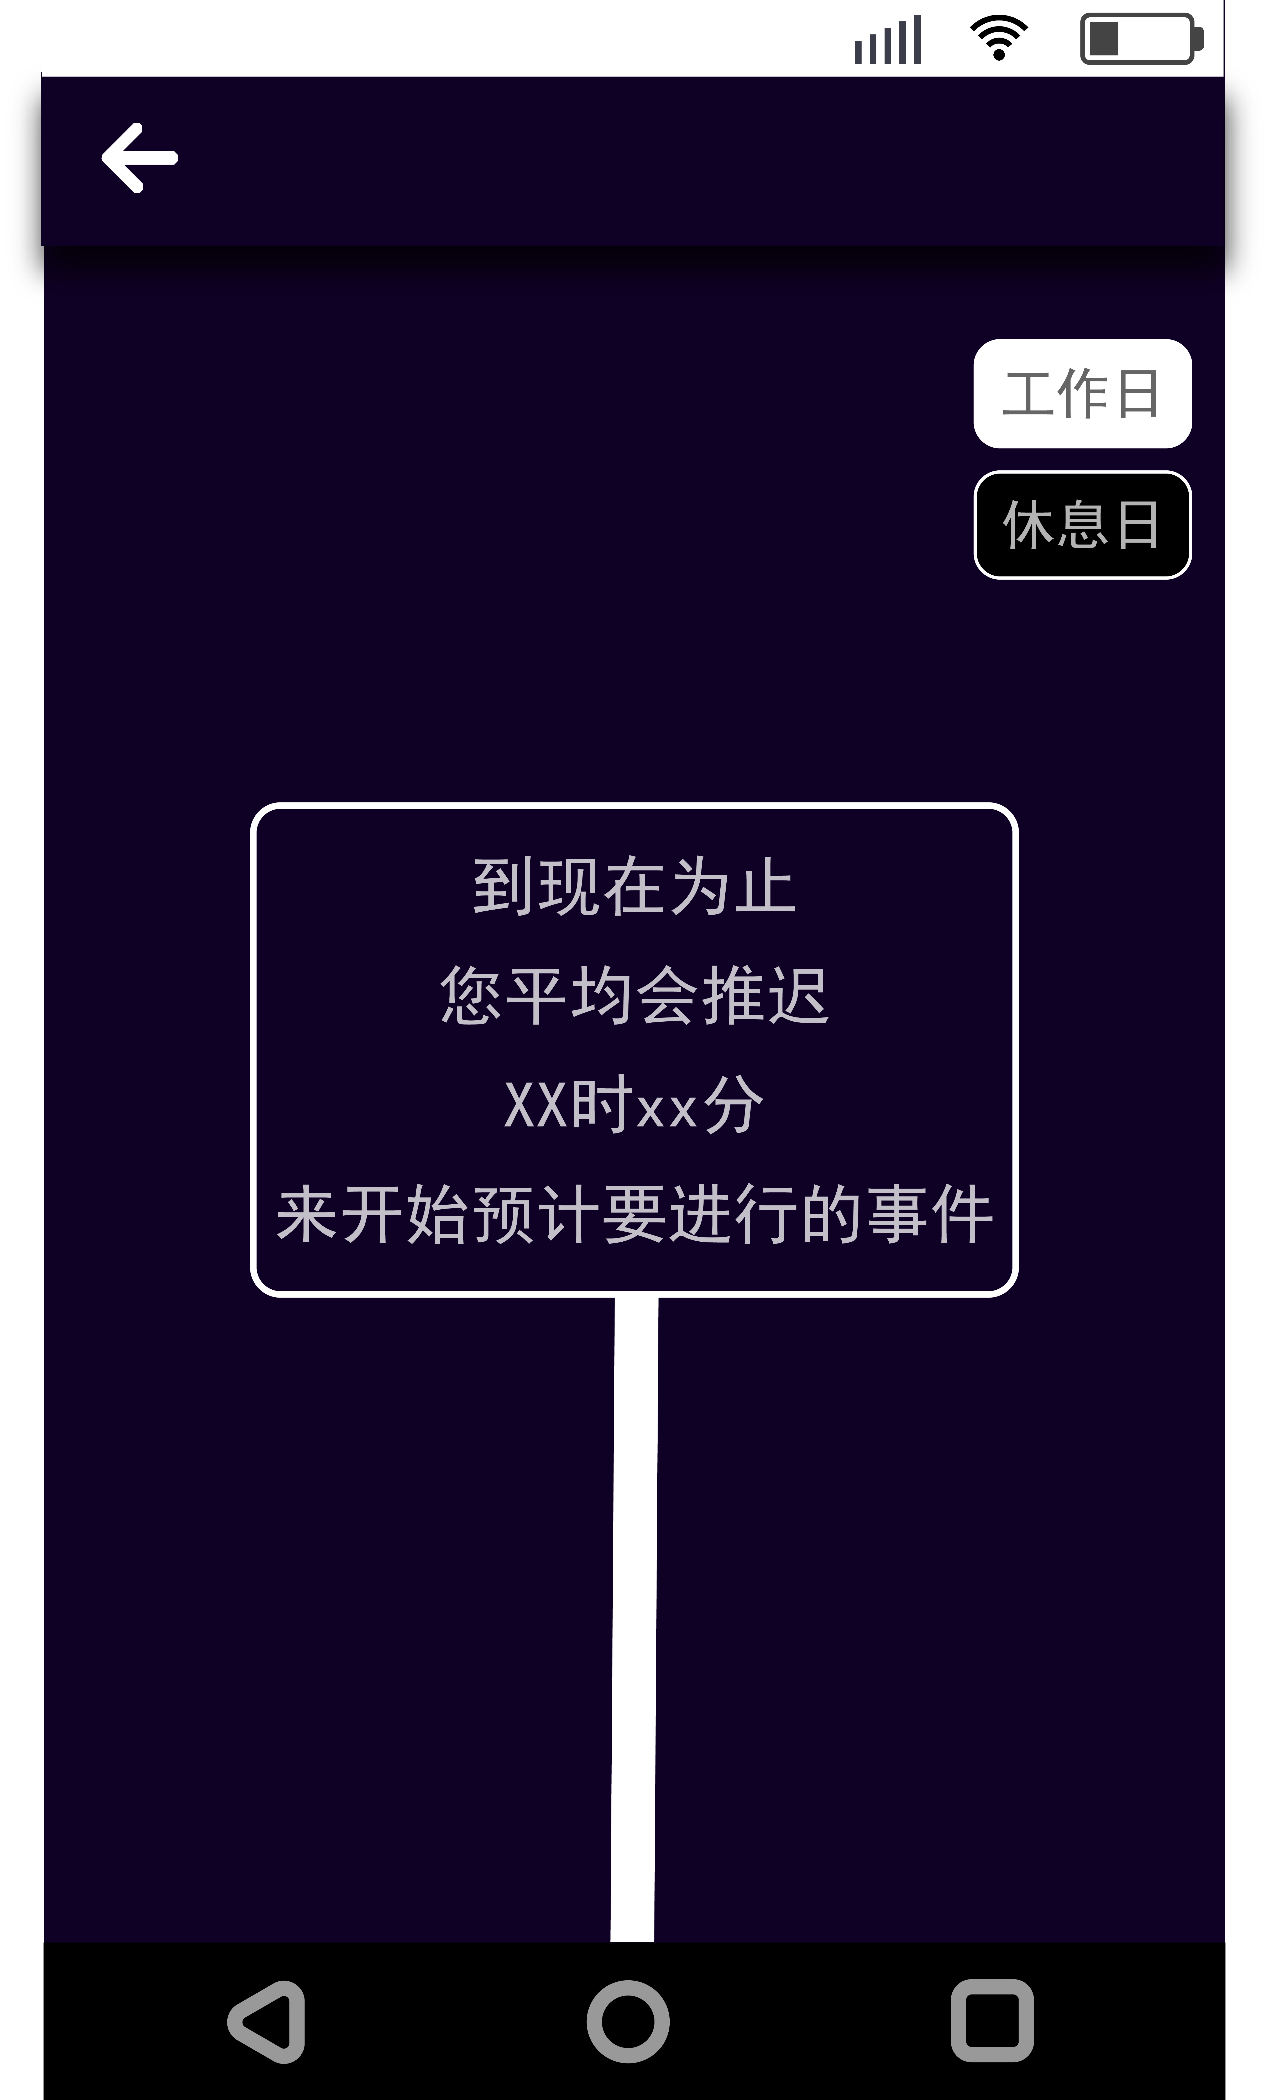 工作日
休息日
到现在为止
您平均会推迟
XX时xx分
来开始预计要进行的事件